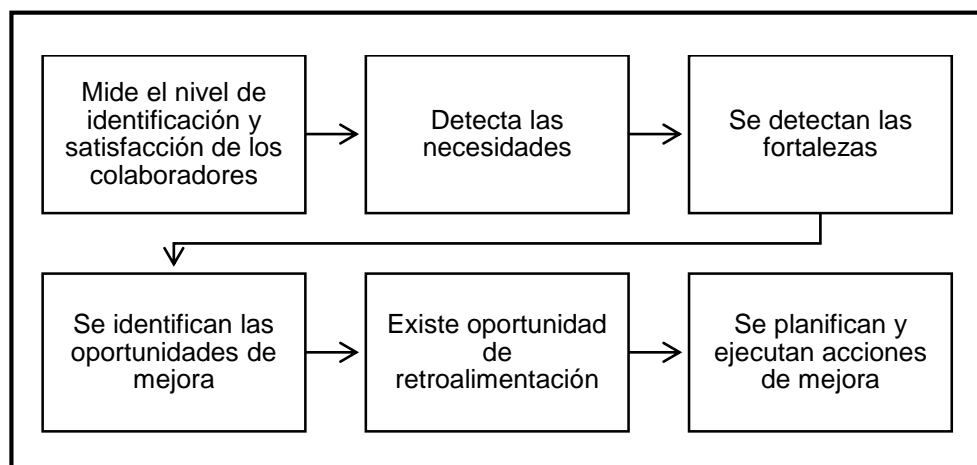 Mide el nivel de
identificación y
satisfacción de los
colaboradores
Detecta las
necesidades
Se detectan las
fortalezas
Se identifican las
oportunidades de
mejora
Existe oportunidad
de
retroalimentación
Se planifican y
ejecutan acciones
de mejora